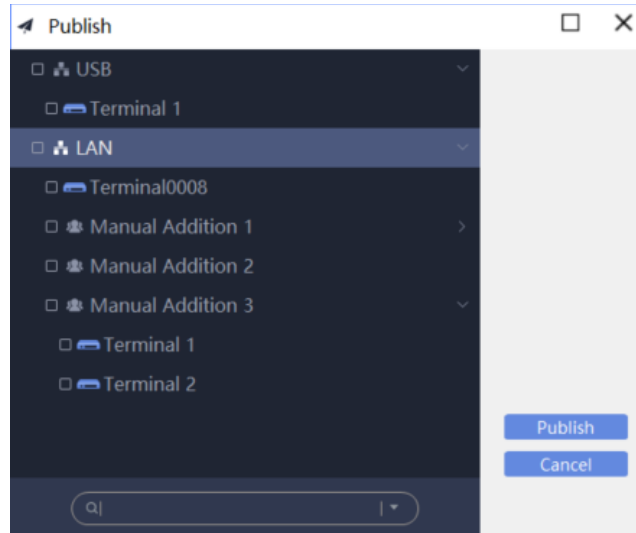 Publish
USB
Terminal 1
LAN
Terminal0008
Manual Addition 1
Manual Addition 2
Manual Addition 3
Terminal 1
Terminal 2
Publish
Cancel